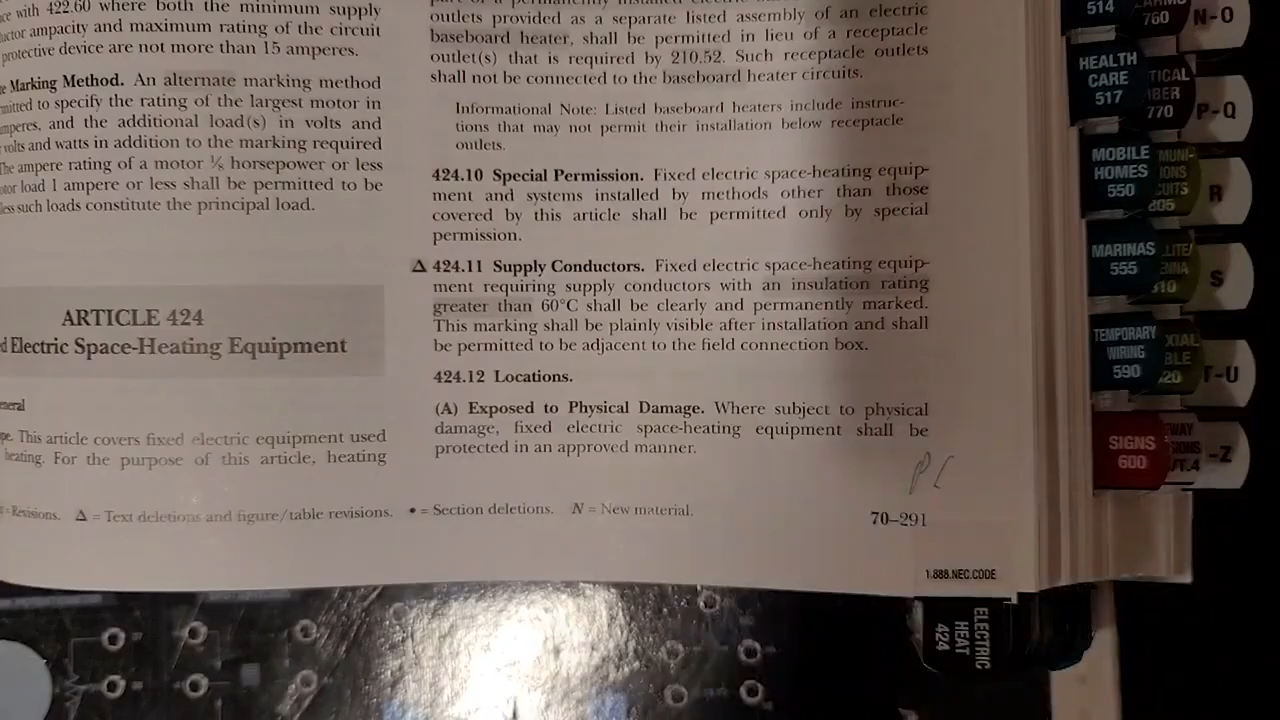 with 422.60 where both the minimum supply
ampacity and maximum rating of the circuit
protective device are not more than 15 amperes.
Marking Method. An alternate marking method
to specify the rating of the largest motor in
and the additional load(s) in volts and
volts and watts in addition to the marking required
The ampere rating of a motor ⅛ horsepower or less
load 1 ampere or less shall be permitted to be
such loads constitute the principal load.
ARTICLE 424
Electric Space-Heating Equipment
This article covers fixed electric equipment used
heating. For the purpose of this article, heating
outlets provided as a separate listed assembly of an electric
baseboard heater, shall be permitted in lieu of a receptacle
outlet(s) that is required by 210.52. Such receptacle outlets
shall not be connected to the baseboard heater circuits.
Informational Note: Listed baseboard heaters include instruc-
tions that may not permit their installation below receptacle
outlets.
424.10 Special Permission. Fixed electric space-heating equip-
ment and systems installed by methods other than those
covered by this article shall be permitted only by special
permission.
Δ 424.11 Supply Conductors. Fixed electric space-heating equip-
ment requiring supply conductors with an insulation rating
greater than 60°C shall be clearly and permanently marked.
This marking shall be plainly visible after installation and shall
be permitted to be adjacent to the field connection box.
424.12 Locations.
(A) Exposed to Physical Damage. Where subject to physical
damage, fixed electric space-heating equipment shall be
protected in an approved manner.
= Revisions. Δ = Text deletions and figure/table revisions. • = Section deletions. N = New material.
70–291
1.888.NEC.CODE
ELECTRIC
HEAT
424
514
760
N-O
HEALTH
CARE
517
770
P-Q
MOBILE
HOMES
550
R
MARINAS
555
S
TEMPORARY
WIRING
590
T-U
SIGNS
600
-Z